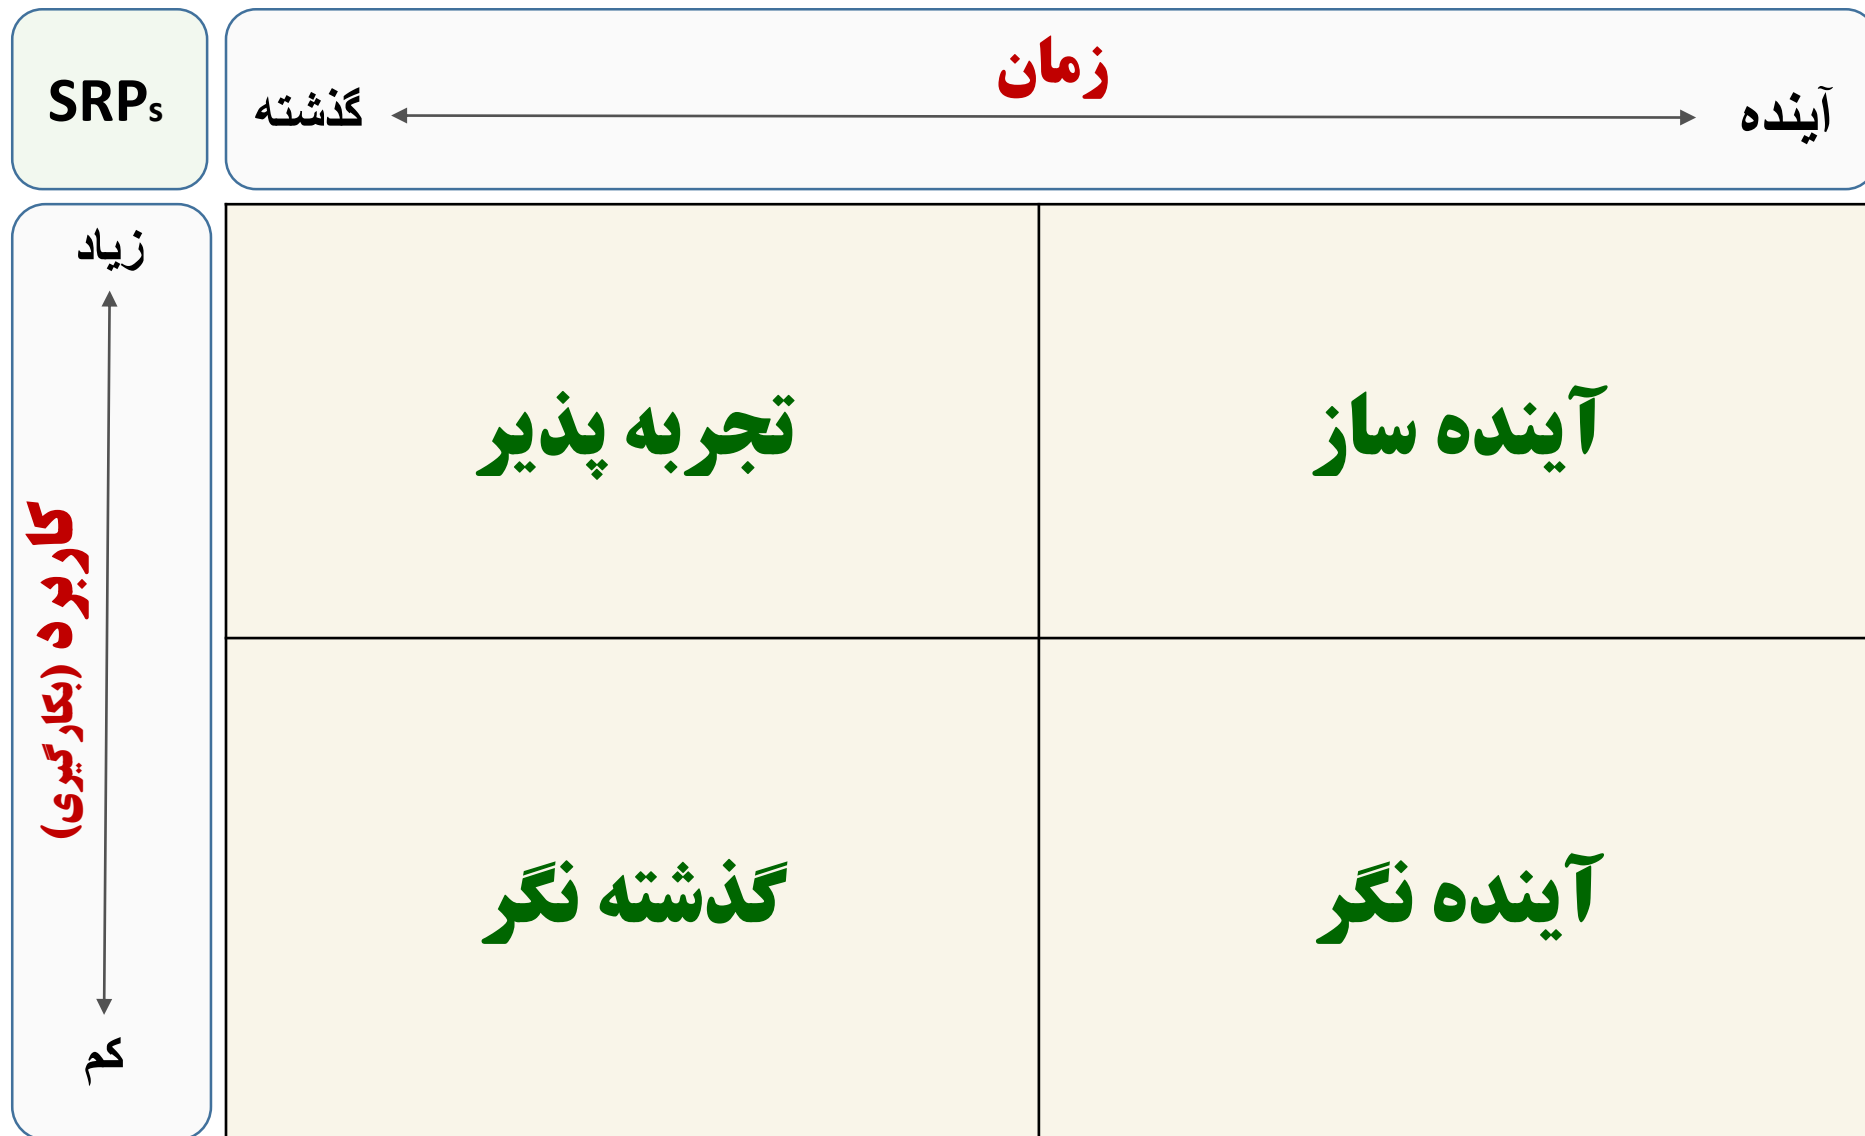 SRPs
زمان
آینده
گذشته
زیاد
کاربرد (بکارگیری)
کم
آینده ساز
تجربه پذیر
آینده نگر
گذشته نگر